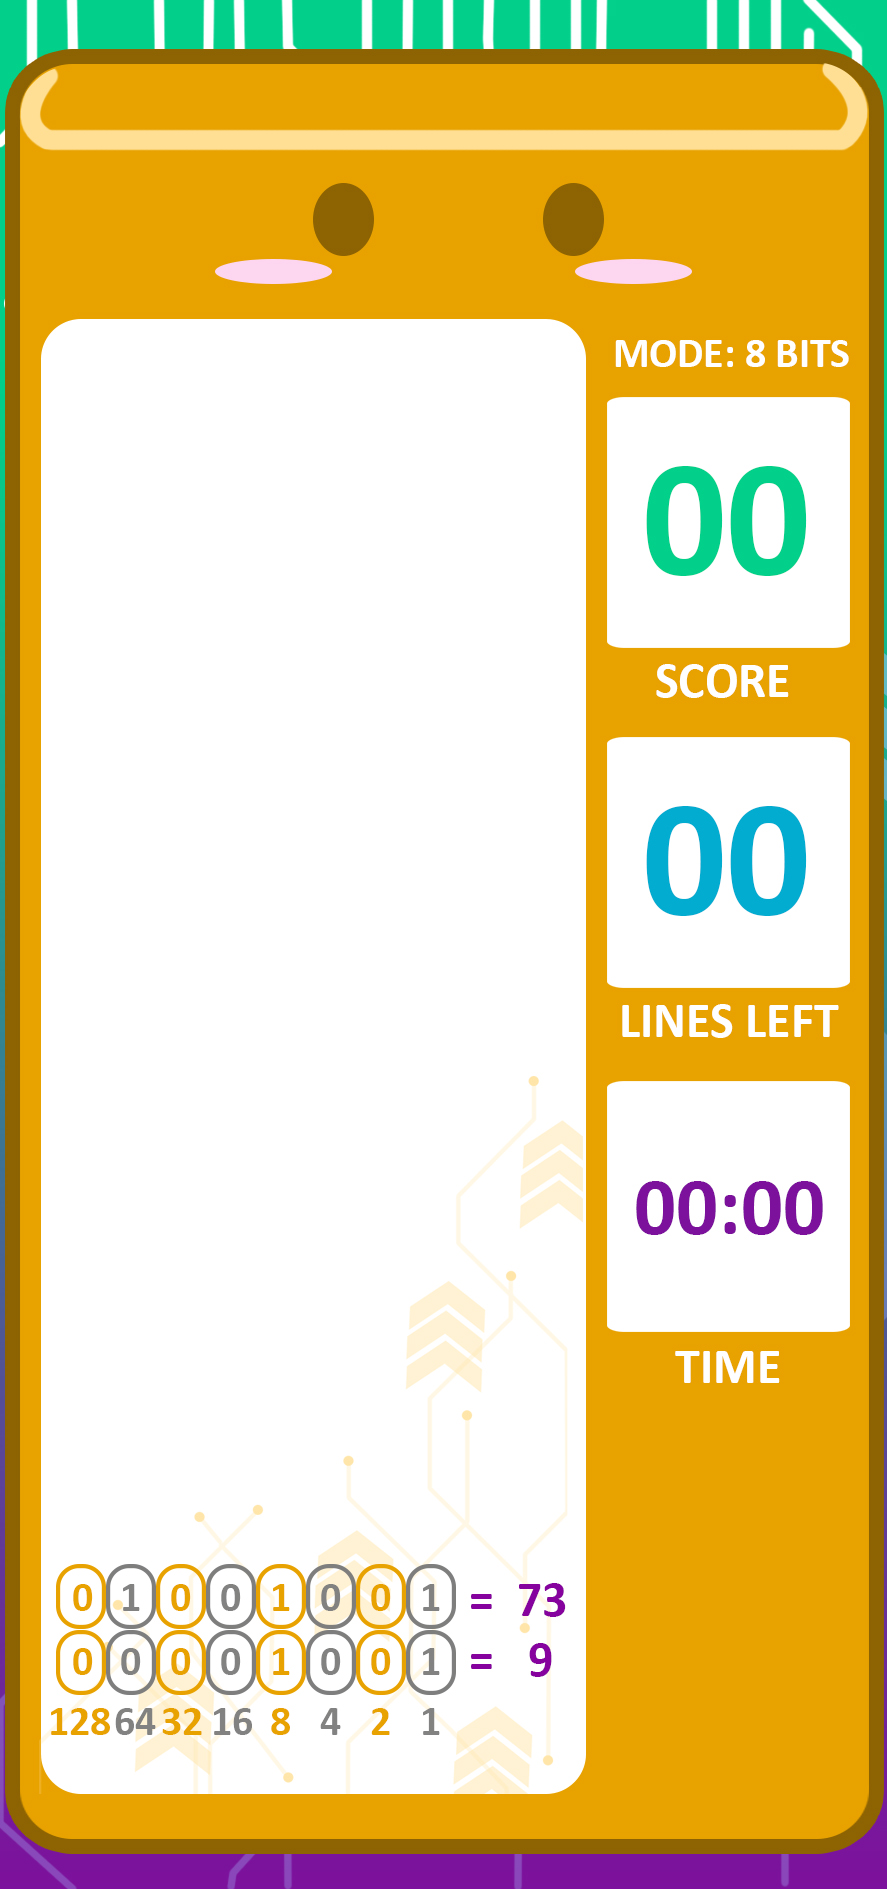 MODE: 8 BITS
00
SCORE
00
LINES LEFT
00:00
TIME
0 1 0 0 1 0 0 1 = 73
0 0 0 0 1 0 0 1 = 9
128 64 32 16 8 4 2 1